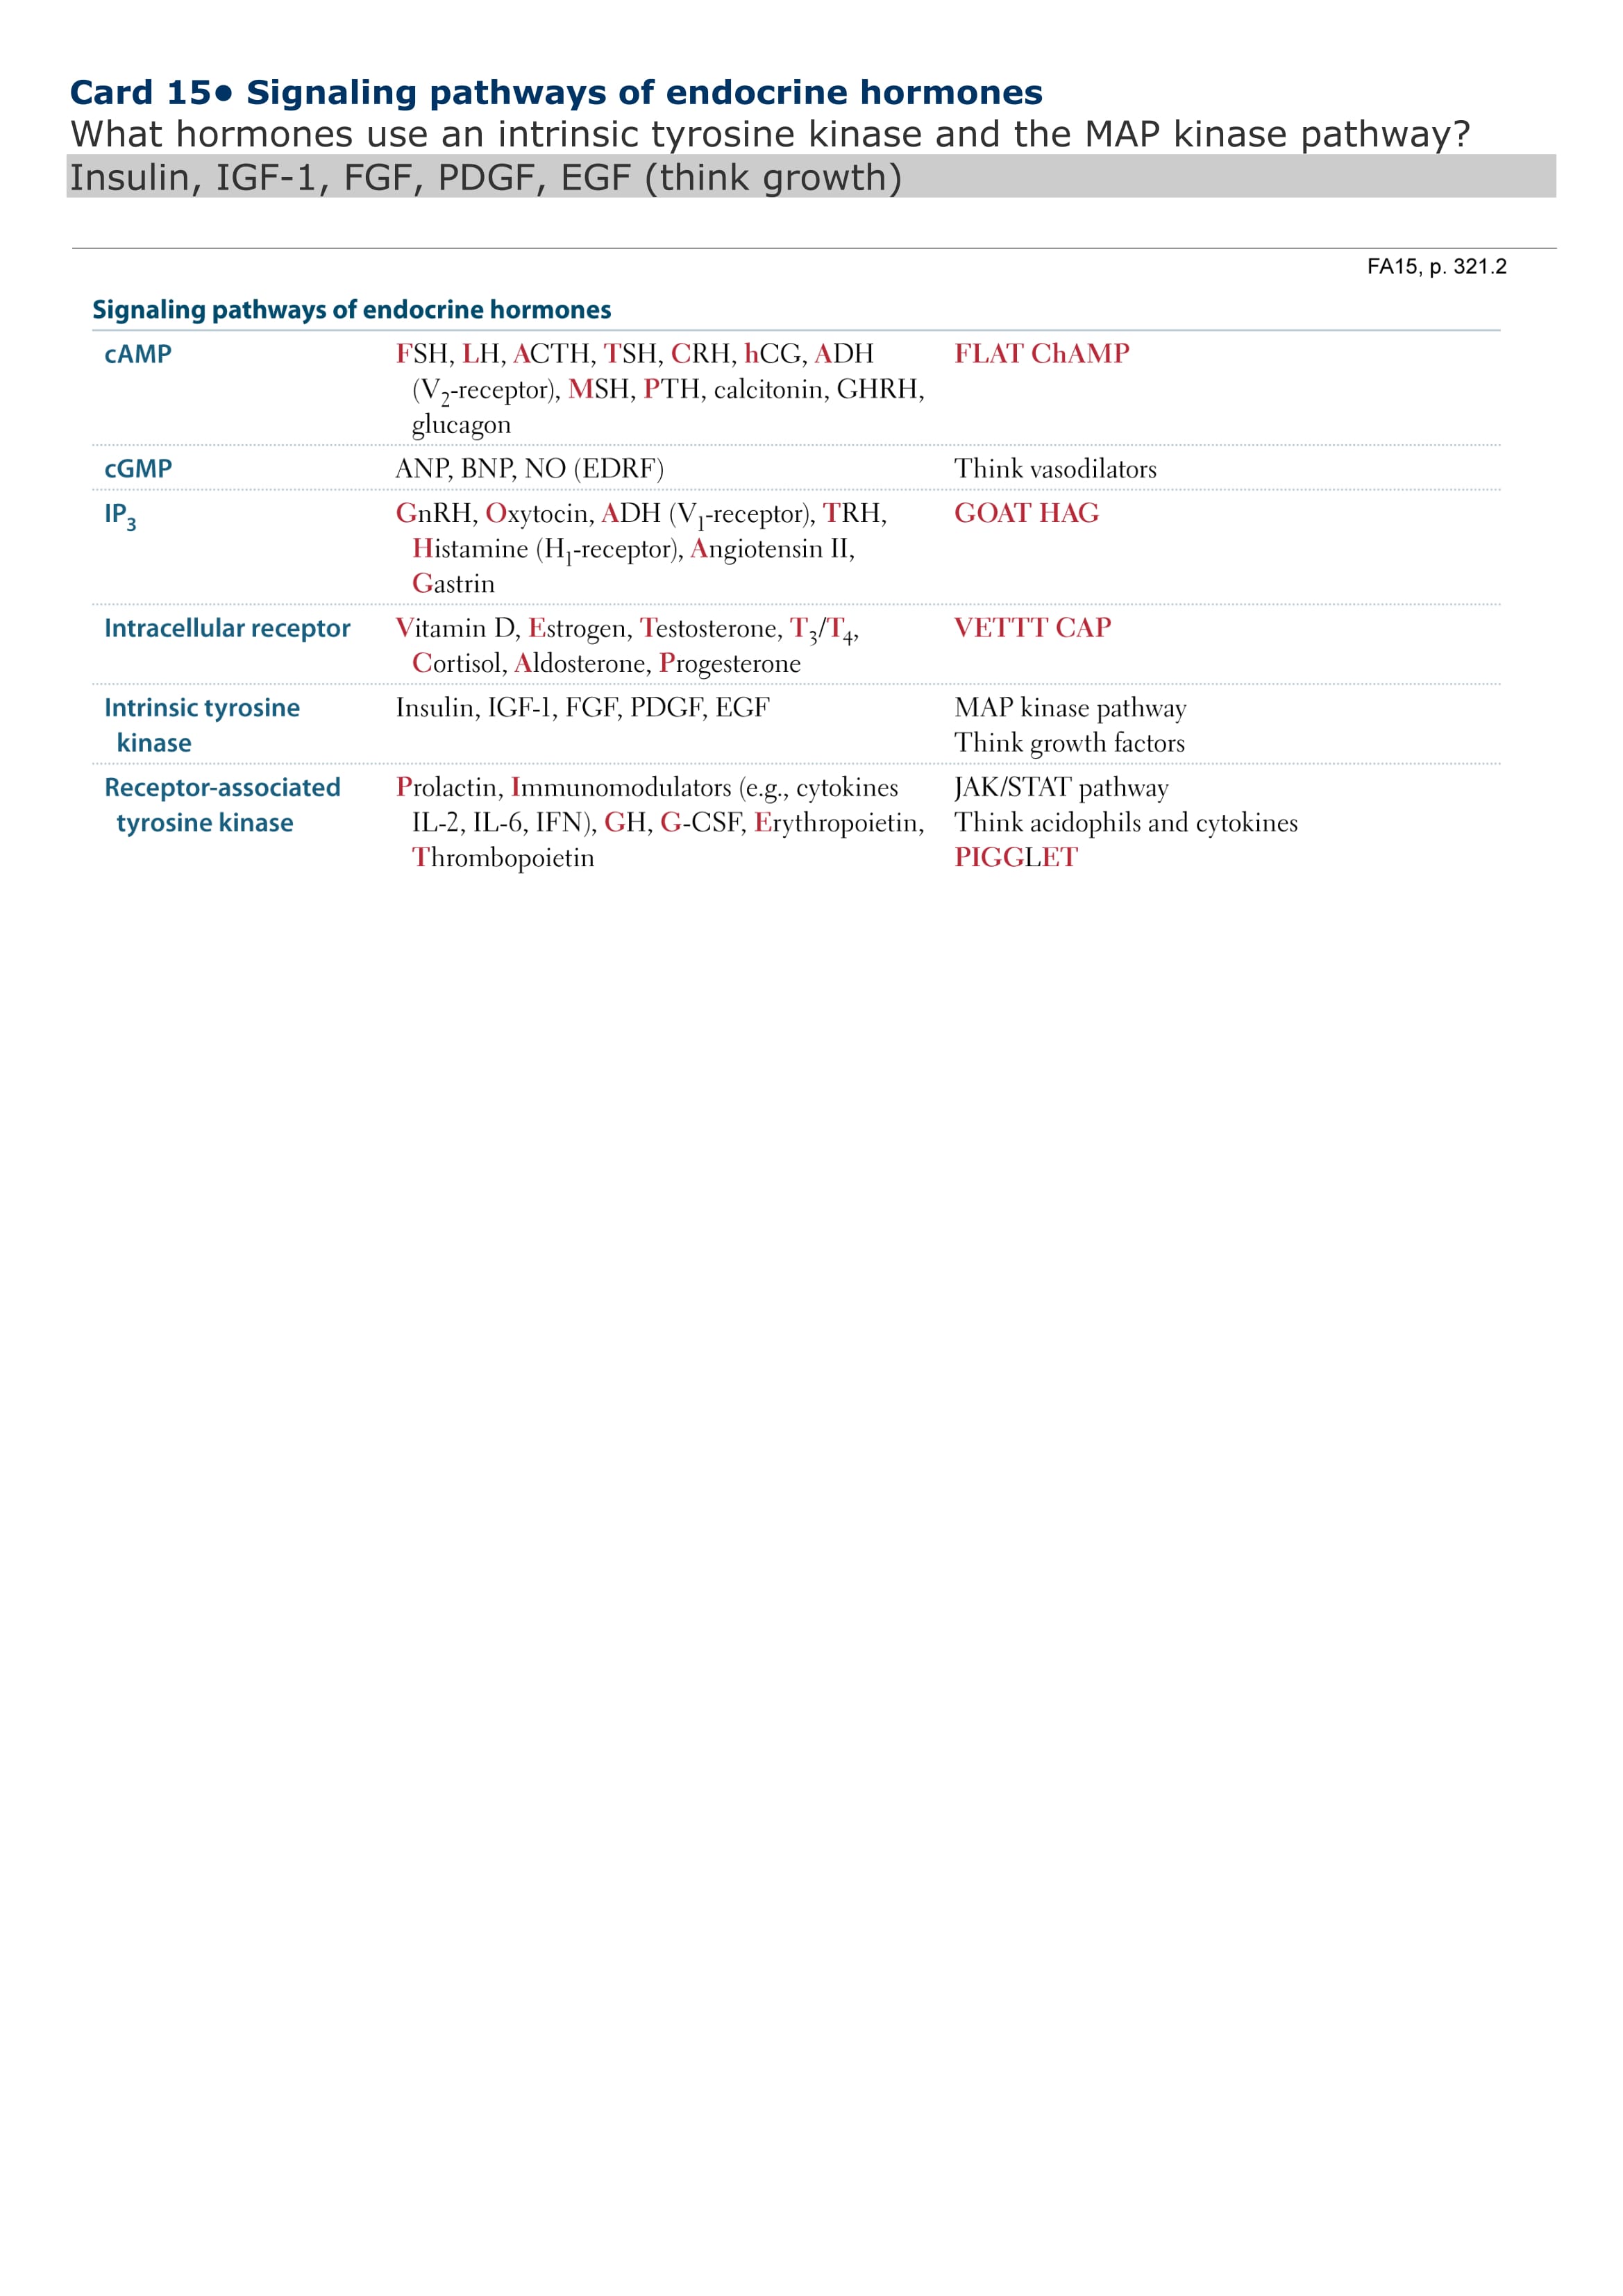 Card 15• Signaling pathways of endocrine hormones
What hormones use an intrinsic tyrosine kinase and the MAP kinase pathway?
Insulin, IGF-1, FGF, PDGF, EGF (think growth)
FA15, p. 321.2
Signaling pathways of endocrine hormones
cAMP
FSH, LH, ACTH, TSH, CRH, hCG, ADH
(V₂-receptor), MSH, PTH, calcitonin, GHRH,
glucagon
FLAT ChAMP
cGMP
ANP, BNP, NO (EDRF)
Think vasodilators
IP₃
GnRH, Oxytocin, ADH (V₁-receptor), TRH,
Histamine (H₁-receptor), Angiotensin II,
Gastrin
GOAT HAG
Intracellular receptor
Vitamin D, Estrogen, Testosterone, T₃/T₄,
Cortisol, Aldosterone, Progesterone
VETTT CAP
Intrinsic tyrosine
kinase
Insulin, IGF-1, FGF, PDGF, EGF
MAP kinase pathway
Think growth factors
Receptor-associated
tyrosine kinase
Prolactin, Immunomodulators (e.g., cytokines
IL-2, IL-6, IFN), GH, G-CSF, Erythropoietin,
Thrombopoietin
JAK/STAT pathway
Think acidophils and cytokines
PIGGLET